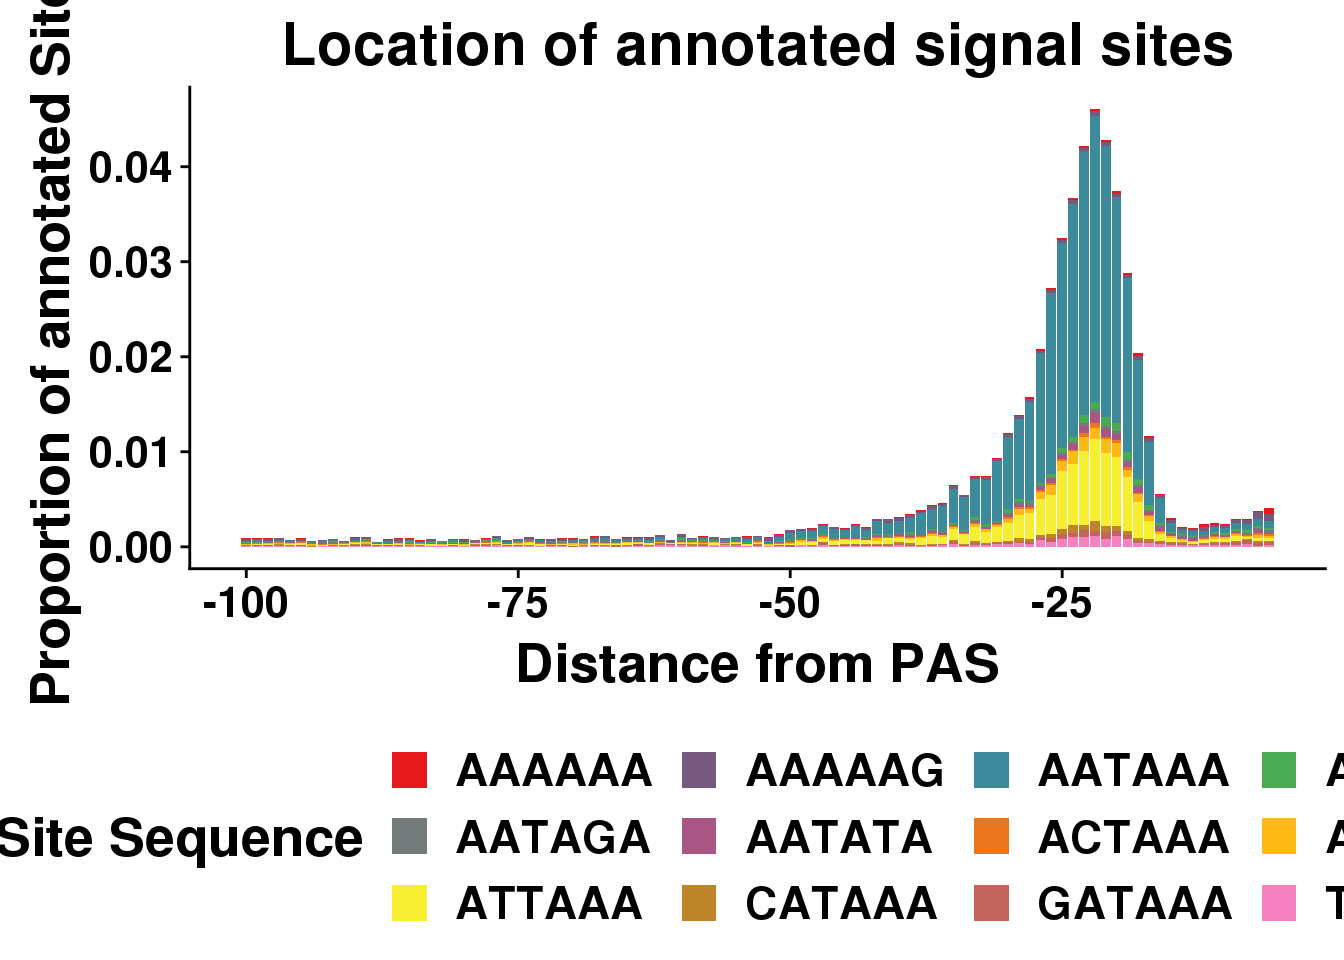 Location of annotated signal sites
Proportion of annotated Site
0.04
0.03
0.02
0.01
0.00
-100 -75 -50 -25
Distance from PAS
Site Sequence
AAAAAA AAAAAG AATAAA A
AATAGA AATATA ACTAAA A
ATTAAA CATAAA GATAAA T